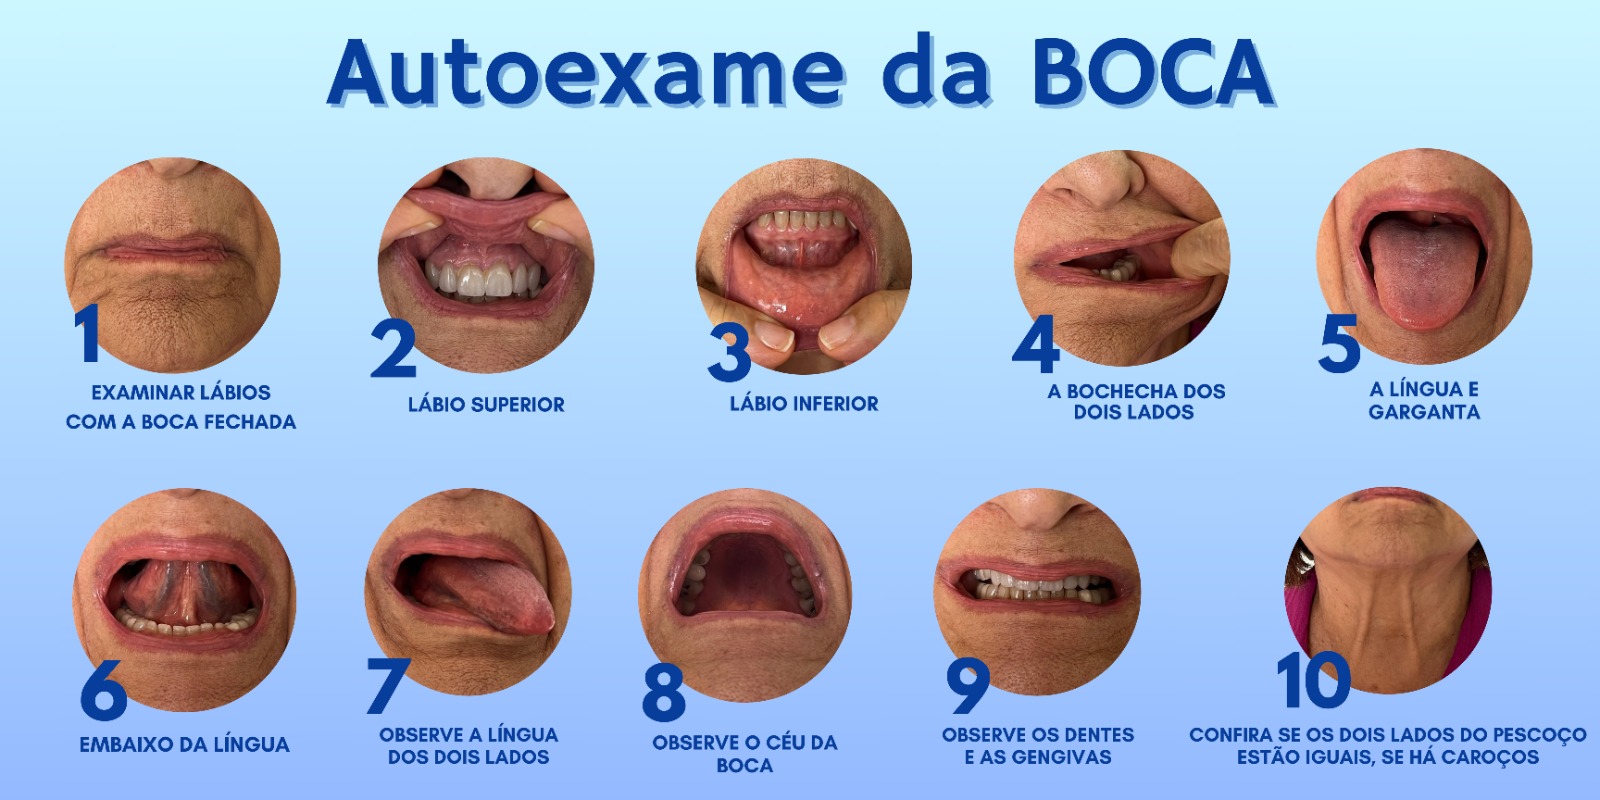 Autoexame da BOCA
1
EXAMINAR LÁBIOS
COM A BOCA FECHADA
2
LÁBIO SUPERIOR
3
LÁBIO INFERIOR
4
A BOCHECHA DOS
DOIS LADOS
5
A LÍNGUA E
GARGANTA
6
EMBAIXO DA LÍNGUA
7
OBSERVE A LÍNGUA
DOS DOIS LADOS
8
OBSERVE O CÉU DA
BOCA
9
OBSERVE OS DENTES
E AS GENGIVAS
10
CONFIRA SE OS DOIS LADOS DO PESCOÇO
ESTÃO IGUAIS, SE HÁ CAROÇOS